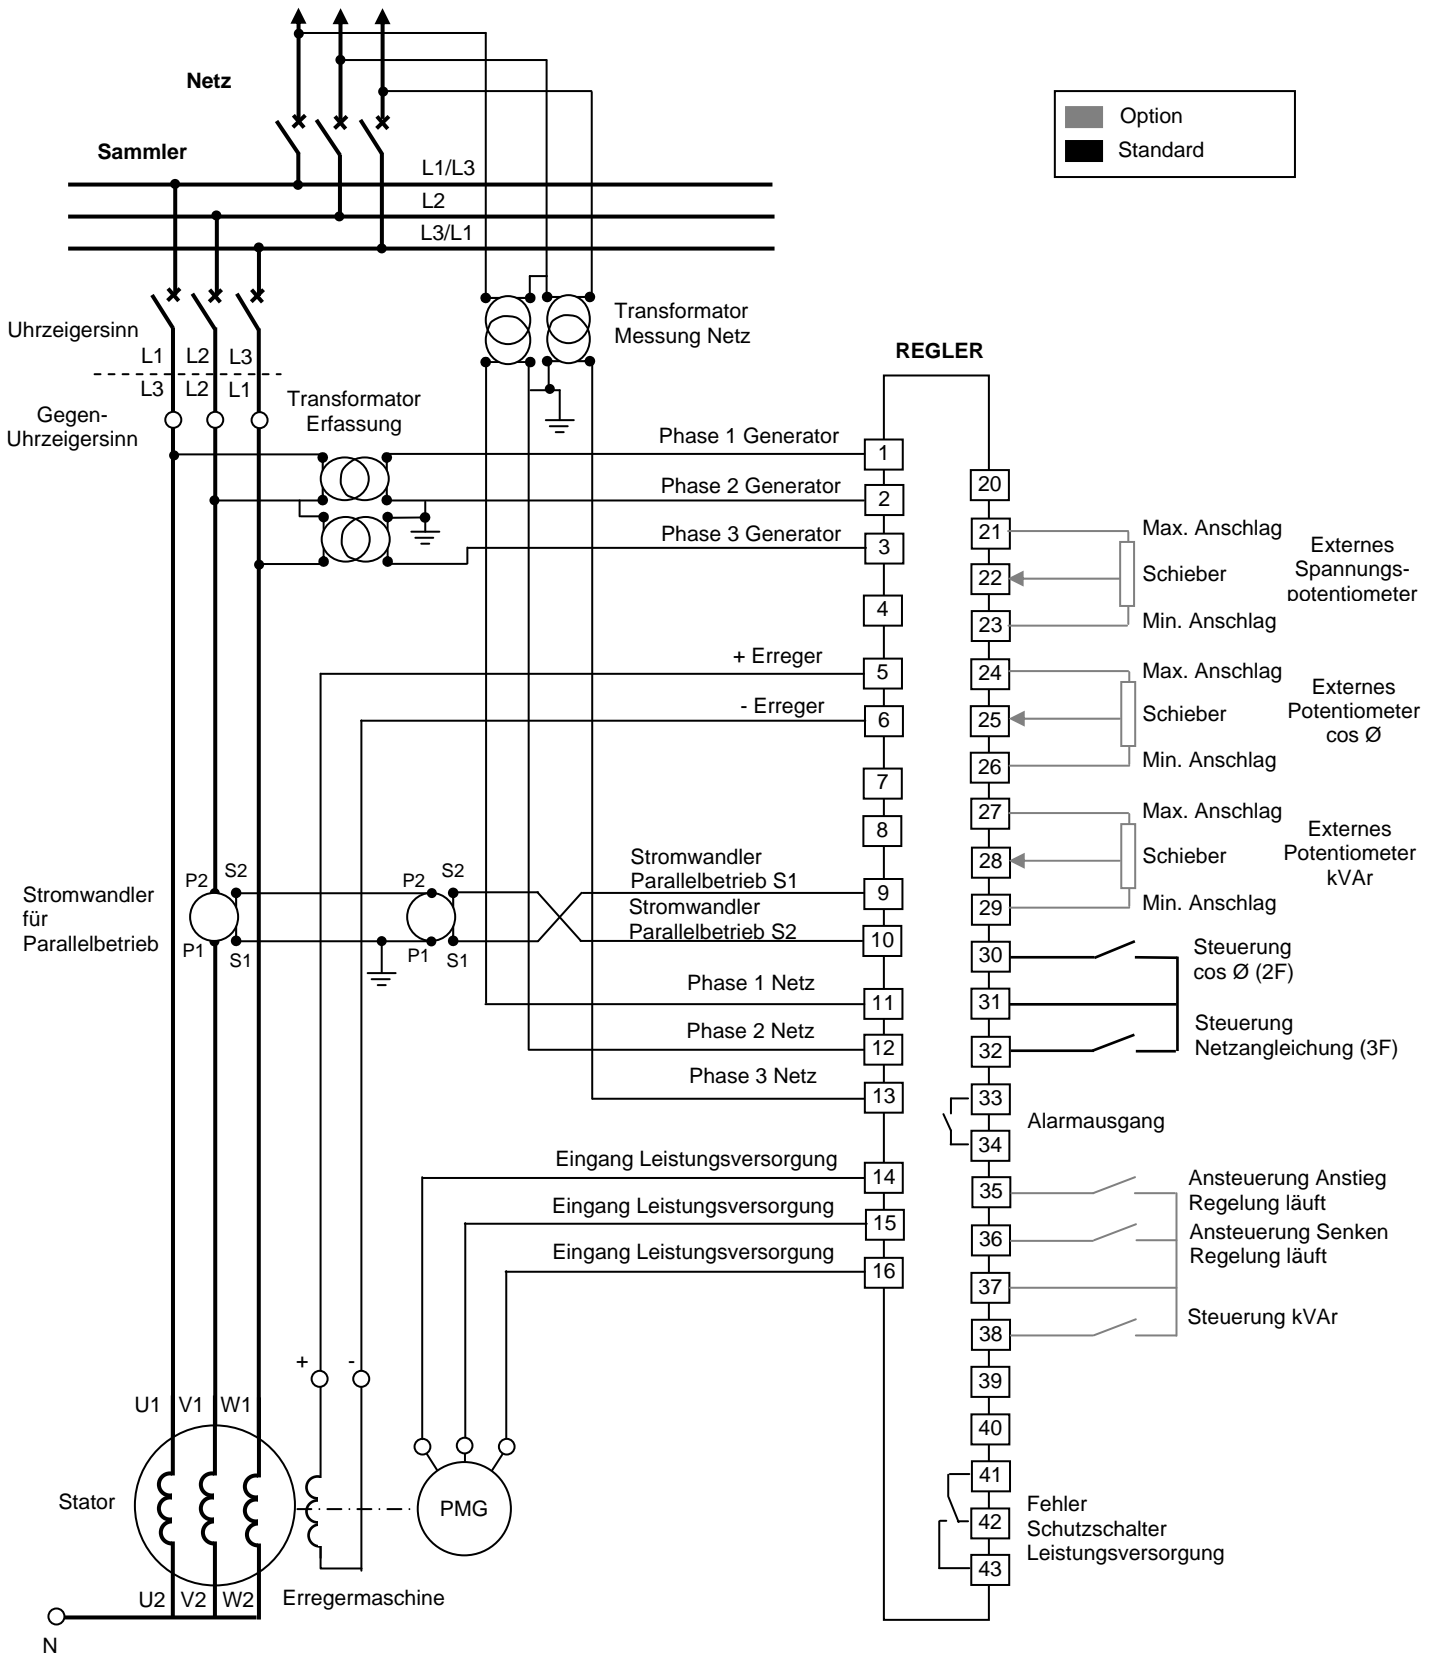 Netz
Option
Standard
Sammler
L1/L3
L2
L3/L1
Transformator
Messung Netz
Uhrzeigersinn
L1 L2 L3
L3 L2 L1
Gegen-
Uhrzeigersinn
Transformator
Erfassung
REGLER
Phase 1 Generator
1
Phase 2 Generator
2
Phase 3 Generator
3
4
+ Erreger
5
- Erreger
6
7
8
Stromwandler
für
Parallelbetrieb
P2 S2
P1 S1
P2 S2
P1 S1
Stromwandler
Parallelbetrieb S1
9
Stromwandler
Parallelbetrieb S2
10
Phase 1 Netz
11
Phase 2 Netz
12
Phase 3 Netz
13
Eingang Leistungsversorgung
14
Eingang Leistungsversorgung
15
Eingang Leistungsversorgung
16
20
21
Max. Anschlag
22
Schieber
23
Min. Anschlag
Externes
Spannungs-
potentiometer
24
Max. Anschlag
25
Schieber
26
Min. Anschlag
Externes
Potentiometer
cos Ø
27
Max. Anschlag
28
Schieber
29
Min. Anschlag
Externes
Potentiometer
kVAr
30
Steuerung
cos Ø (2F)
31
32
Steuerung
Netzangleichung (3F)
33
34
Alarmausgang
35
Ansteuerung Anstieg
Regelung läuft
36
Ansteuerung Senken
Regelung läuft
37
38
Steuerung kVAr
39
40
41
42
43
Fehler
Schutzschalter
Leistungsversorgung
+ -
U1 V1 W1
Stator
PMG
U2 V2 W2
Erregermaschine
N